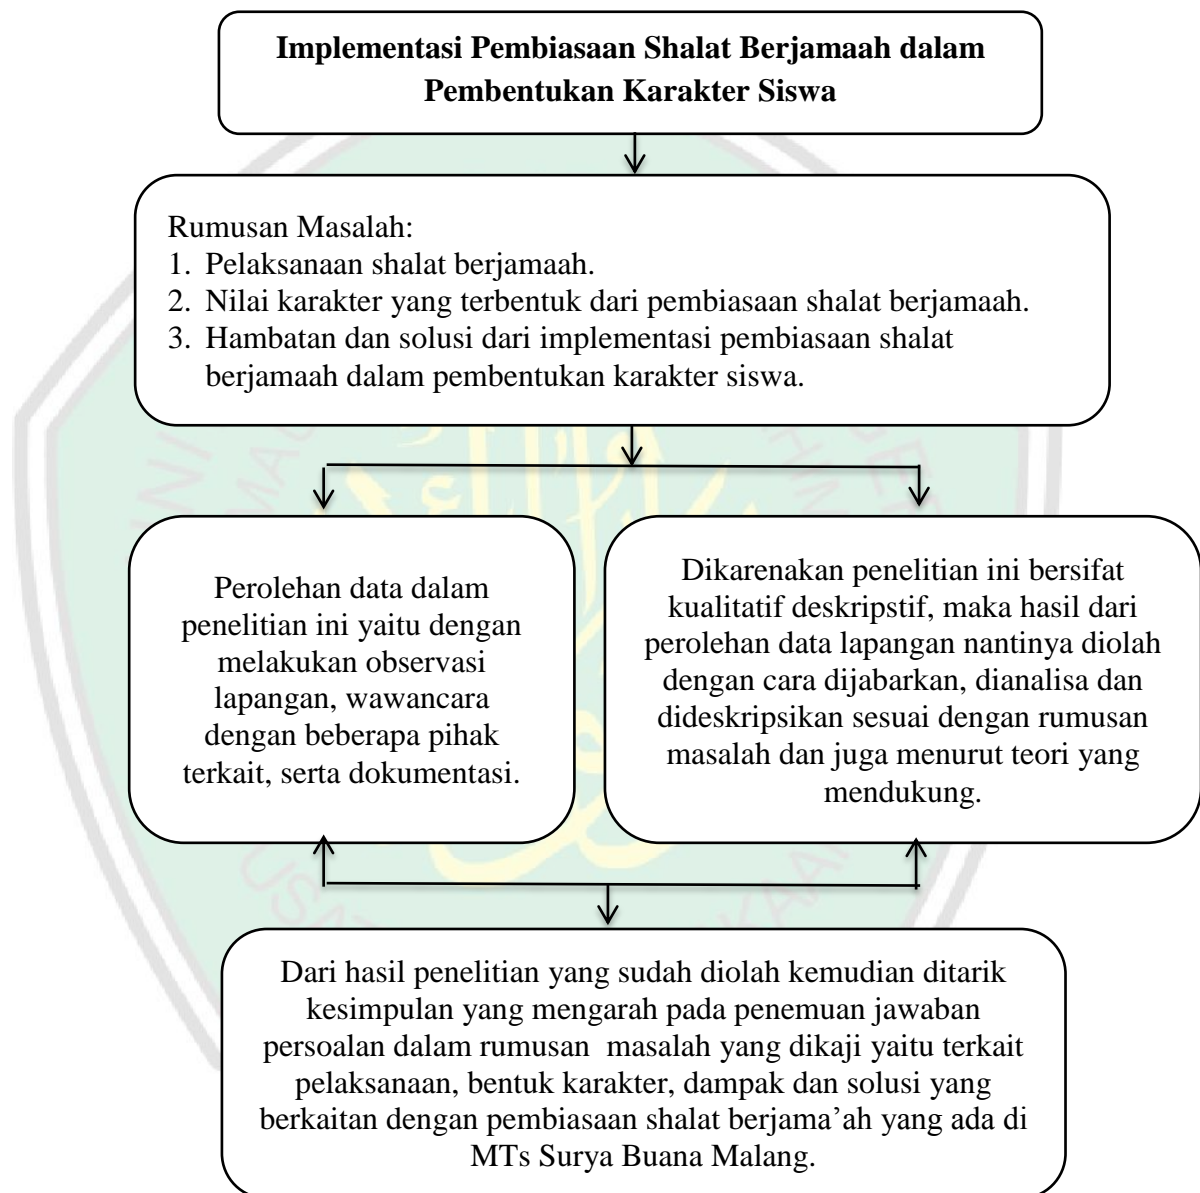 Implementasi Pembiasaan Shalat Berjamaah dalam
Pembentukan Karakter Siswa
Rumusan Masalah:
1. Pelaksanaan shalat berjamaah.
2. Nilai karakter yang terbentuk dari pembiasaan shalat berjamaah.
3. Hambatan dan solusi dari implementasi pembiasaan shalat
berjamaah dalam pembentukan karakter siswa.
Perolehan data dalam
penelitian ini yaitu dengan
melakukan observasi
lapangan, wawancara
dengan beberapa pihak
terkait, serta dokumentasi.
Dikarenakan penelitian ini bersifat
kualitatif deskripstif, maka hasil dari
perolehan data lapangan nantinya diolah
dengan cara dijabarkan, dianalisa dan
dideskripsikan sesuai dengan rumusan
masalah dan juga menurut teori yang
mendukung.
Dari hasil penelitian yang sudah diolah kemudian ditarik
kesimpulan yang mengarah pada penemuan jawaban
persoalan dalam rumusan  masalah yang dikaji yaitu terkait
pelaksanaan, bentuk karakter, dampak dan solusi yang
berkaitan dengan pembiasaan shalat berjama’ah yang ada di
MTs Surya Buana Malang.